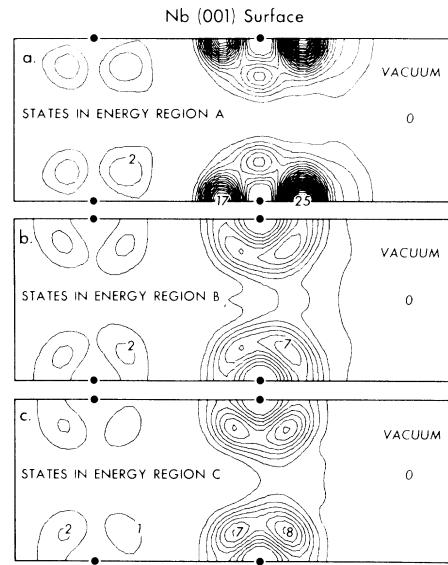 Nb (001) Surface
a.
VACUUM
STATES IN ENERGY REGION A
0
2
17 25
b.
VACUUM
STATES IN ENERGY REGION B
0
2 7
c.
VACUUM
STATES IN ENERGY REGION C
0
2 1 7 8